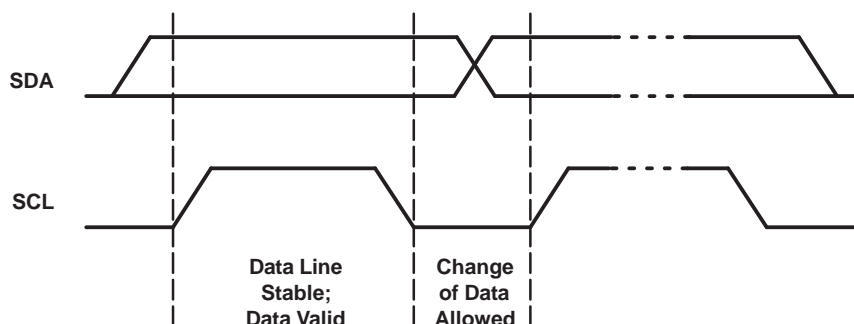 SDA
SCL
Data Line
Stable;
Data Valid
Change
of Data
Allowed